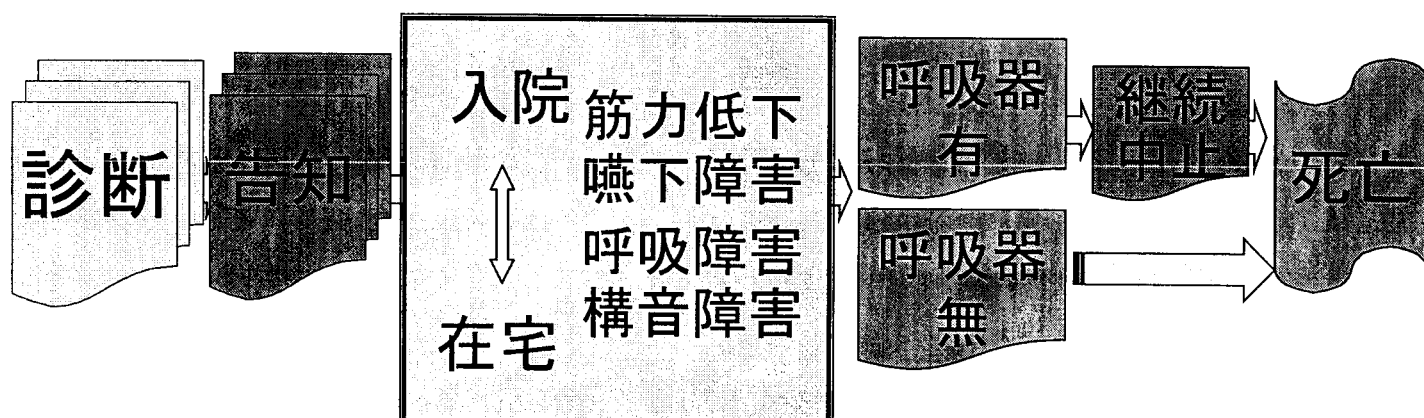 診断
告知
入院
在宅
筋力低下
嚥下障害
呼吸障害
構音障害
呼吸器
有
呼吸器
無
継続
中止
死亡